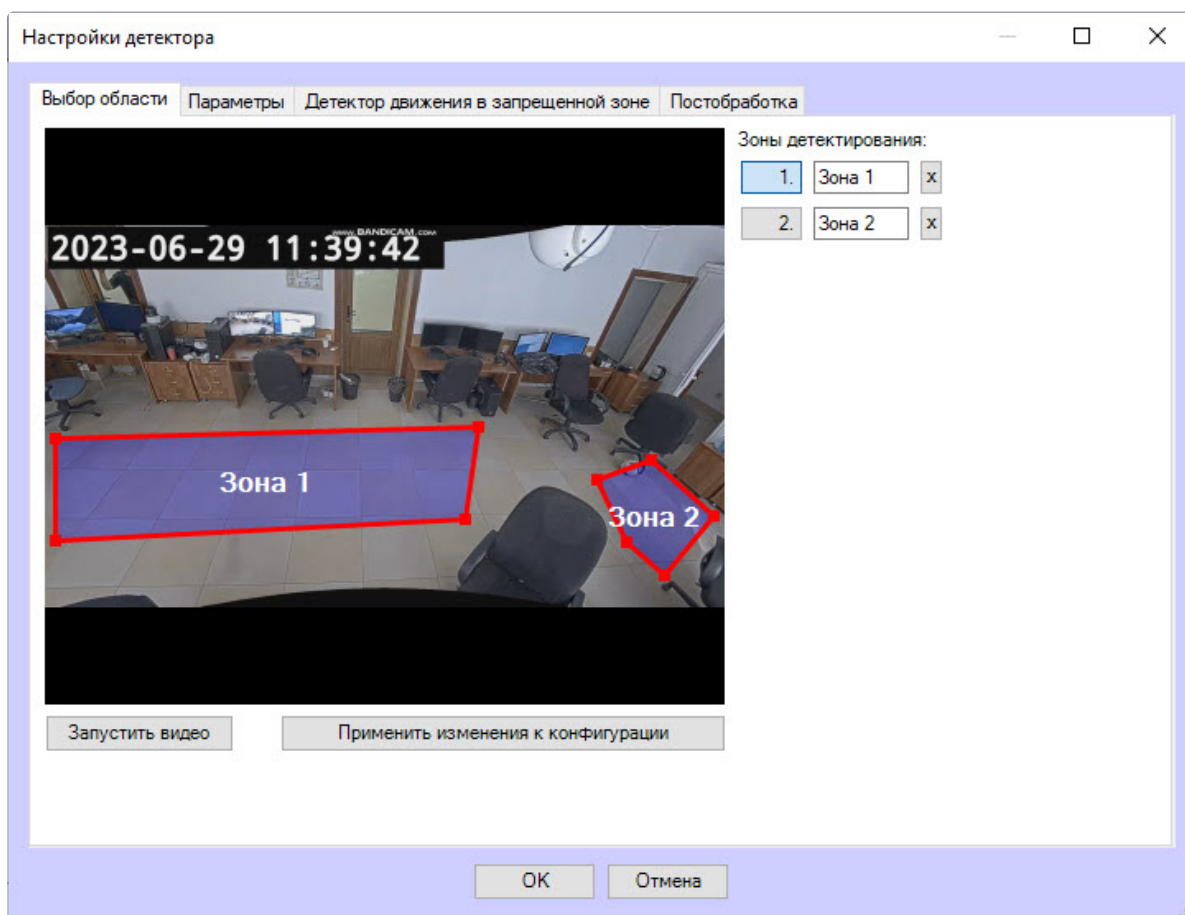 Настройки детектора
Выбор области Параметры Детектор движения в запрещенной зоне Постобработка
Зоны детектирования:
1. Зона 1 x
2. Зона 2 x
www.BANDICAM.com
2023-06-29 11:39:42
Зона 1
Зона 2
Запустить видео Применить изменения к конфигурации
OK Отмена